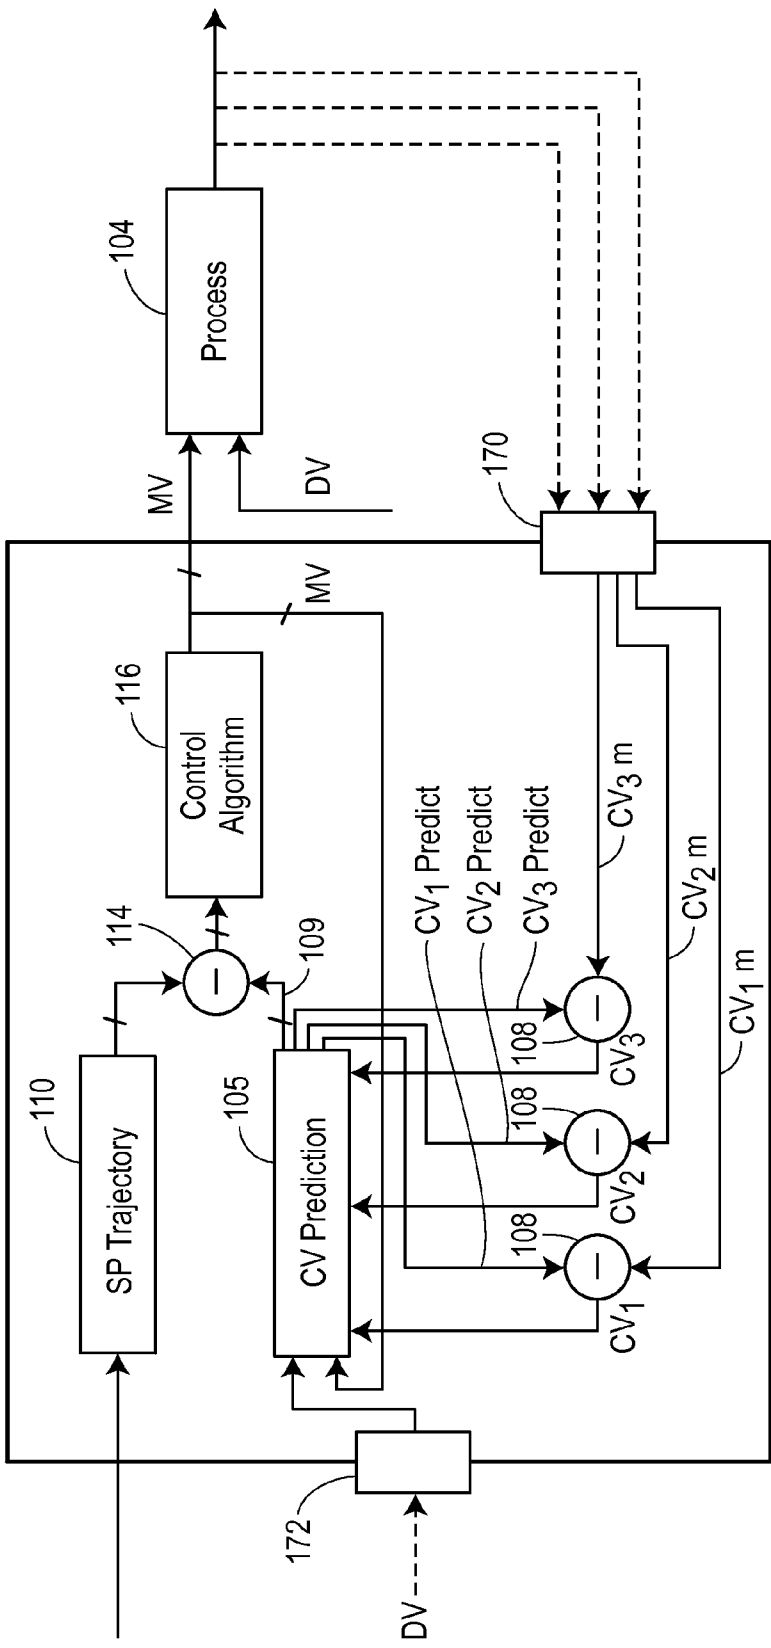 110
SP Trajectory
114
116
Control
Algorithm
MV
MV
104
Process
DV
105
CV Prediction
109
CV1 Predict
CV2 Predict
CV3 Predict
172
DV
108
CV1
108
CV2
108
CV3
CV3 m
CV2 m
CV1 m
170